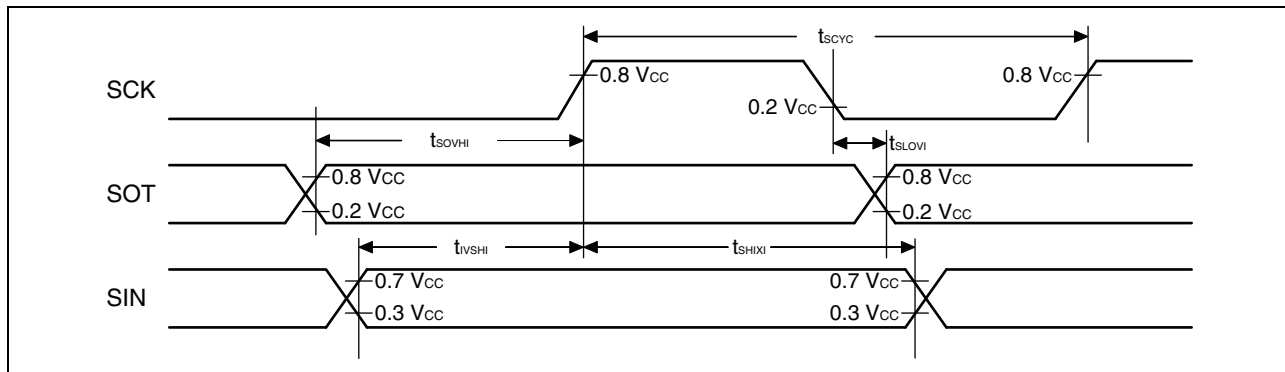 tSCYC
SCK
0.8 VCC
0.8 VCC
0.2 VCC
tSOVHI
tSLOVI
SOT
0.8 VCC
0.8 VCC
0.2 VCC
0.2 VCC
tIVSHI
tSHIXI
SIN
0.7 VCC
0.7 VCC
0.3 VCC
0.3 VCC